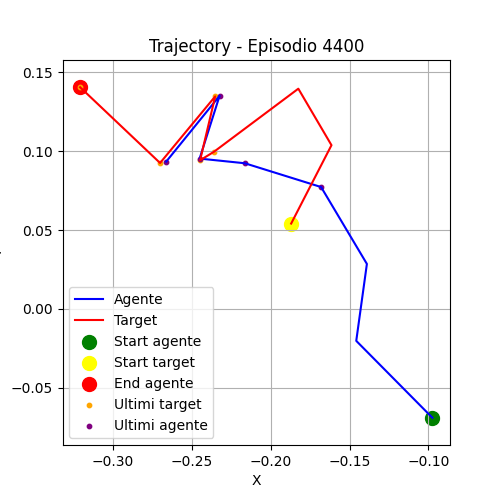 Trajectory - Episodio 4400
0.15
0.10
0.05
0.00
−0.05
Agente
Target
Start agente
Start target
End agente
Ultimi target
Ultimi agente
−0.30
−0.25
−0.20
−0.15
−0.10
X